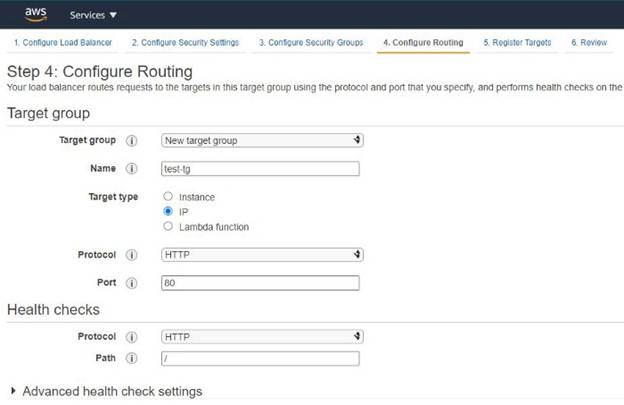 aws Services
1. Configure Load Balancer 2. Configure Security Settings 3. Configure Security Groups 4. Configure Routing 5. Register Targets 6. Review
Step 4: Configure Routing
Your load balancer routes requests to the targets in this target group using the protocol and port that you specify, and performs health checks on the
Target group
Target group i New target group
Name i test-tg
Target type Instance
IP
Lambda function
Protocol i HTTP
Port i 80
Health checks
Protocol i HTTP
Path i /
Advanced health check settings